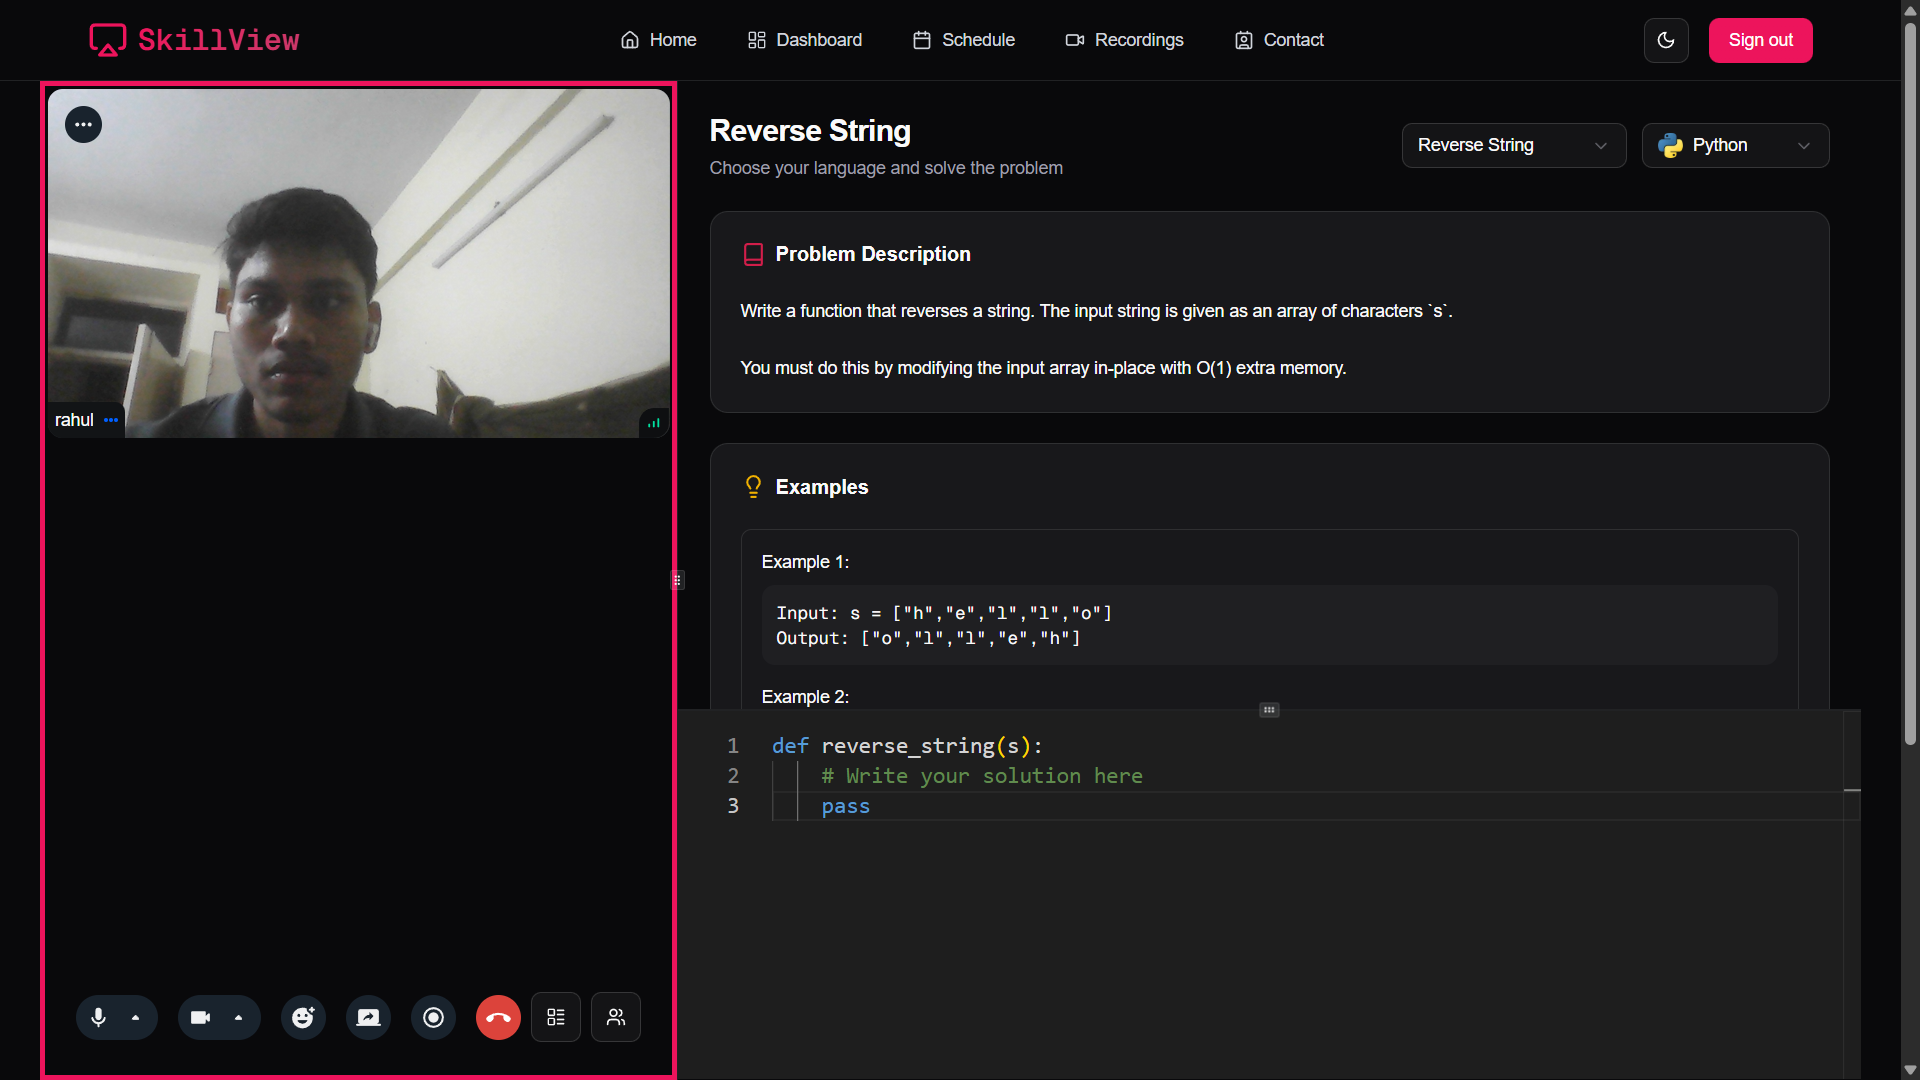 SkillView
Home
Dashboard
Schedule
Recordings
Contact
Sign out
rahul
Reverse String
Choose your language and solve the problem
Reverse String
Python
Problem Description
Write a function that reverses a string. The input string is given as an array of characters `s`.
You must do this by modifying the input array in-place with O(1) extra memory.
Examples
Example 1:
Input: s = ["h","e","l","l","o"]
Output: ["o","l","l","e","h"]
Example 2:
1 def reverse_string(s):
2 # Write your solution here
3 pass